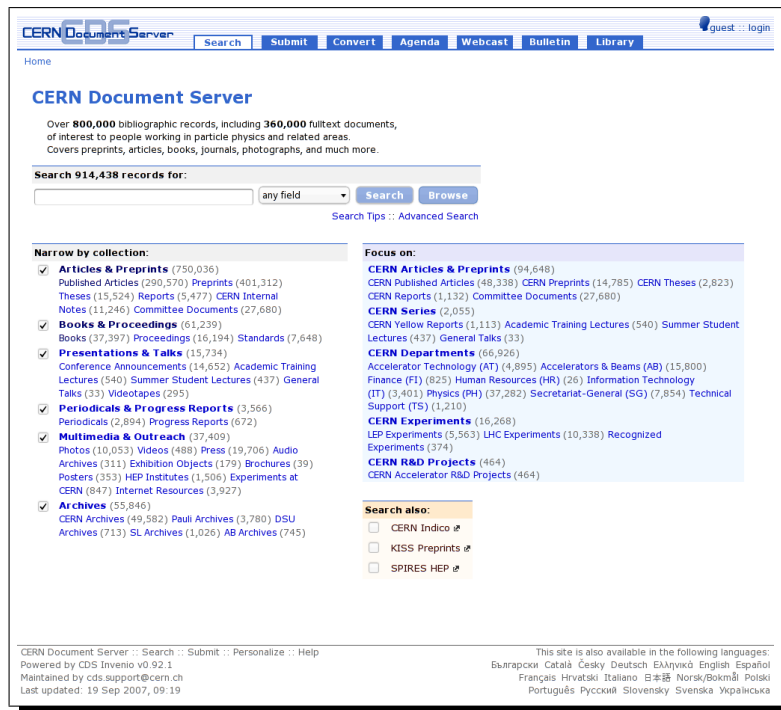 CERN Document Server
CDS
guest :: login
Search Submit Convert Agenda Webcast Bulletin Library
Home
CERN Document Server
Over 800,000 bibliographic records, including 360,000 fulltext documents,
of interest to people working in particle physics and related areas.
Covers preprints, articles, books, journals, photographs, and much more.
Search 914,438 records for:
any field Search Browse
Search Tips :: Advanced Search
Narrow by collection:
Articles & Preprints (750,036)
Published Articles (290,570) Preprints (401,312)
Theses (15,524) Reports (5,477) CERN Internal
Notes (11,246) Committee Documents (27,680)
Books & Proceedings (61,239)
Books (37,397) Proceedings (16,194) Standards (7,648)
Presentations & Talks (15,734)
Conference Announcements (14,652) Academic Training
Lectures (540) Summer Student Lectures (437) General
Talks (33) Videotapes (295)
Periodicals & Progress Reports (3,566)
Periodicals (2,894) Progress Reports (672)
Multimedia & Outreach (37,409)
Photos (10,053) Videos (488) Press (19,706) Audio
Archives (311) Exhibition Objects (179) Brochures (39)
Posters (353) HEP Institutes (1,506) Experiments at
CERN (847) Internet Resources (3,927)
Archives (55,846)
CERN Archives (49,582) Pauli Archives (3,780) DSU
Archives (713) SL Archives (1,026) AB Archives (745)
Focus on:
CERN Articles & Preprints (94,648)
CERN Published Articles (48,338) CERN Preprints (14,785) CERN Theses (2,823)
CERN Reports (1,132) Committee Documents (27,680)
CERN Series (2,055)
CERN Yellow Reports (1,113) Academic Training Lectures (540) Summer Student
Lectures (437) General Talks (33)
CERN Departments (66,926)
Accelerator Technology (AT) (4,895) Accelerators & Beams (AB) (15,800)
Finance (FI) (825) Human Resources (HR) (26) Information Technology
(IT) (3,401) Physics (PH) (37,282) Secretariat-General (SG) (7,854) Technical
Support (TS) (1,210)
CERN Experiments (16,268)
LEP Experiments (5,563) LHC Experiments (10,338) Recognized
Experiments (374)
CERN R&D Projects (464)
CERN Accelerator R&D Projects (464)
Search also:
CERN Indico
KISS Preprints
SPIRES HEP
CERN Document Server :: Search :: Submit :: Personalize :: Help
Powered by CDS Invenio v0.92.1
Maintained by cds.support@cern.ch
Last updated: 19 Sep 2007, 09:19
This site is also available in the following languages:
Български Català Česky Deutsch Ελληνικά English Español
Français Hrvatski Italiano 日本語 Norsk/Bokmål Polski
Português Русский Slovensky Svenska Українська